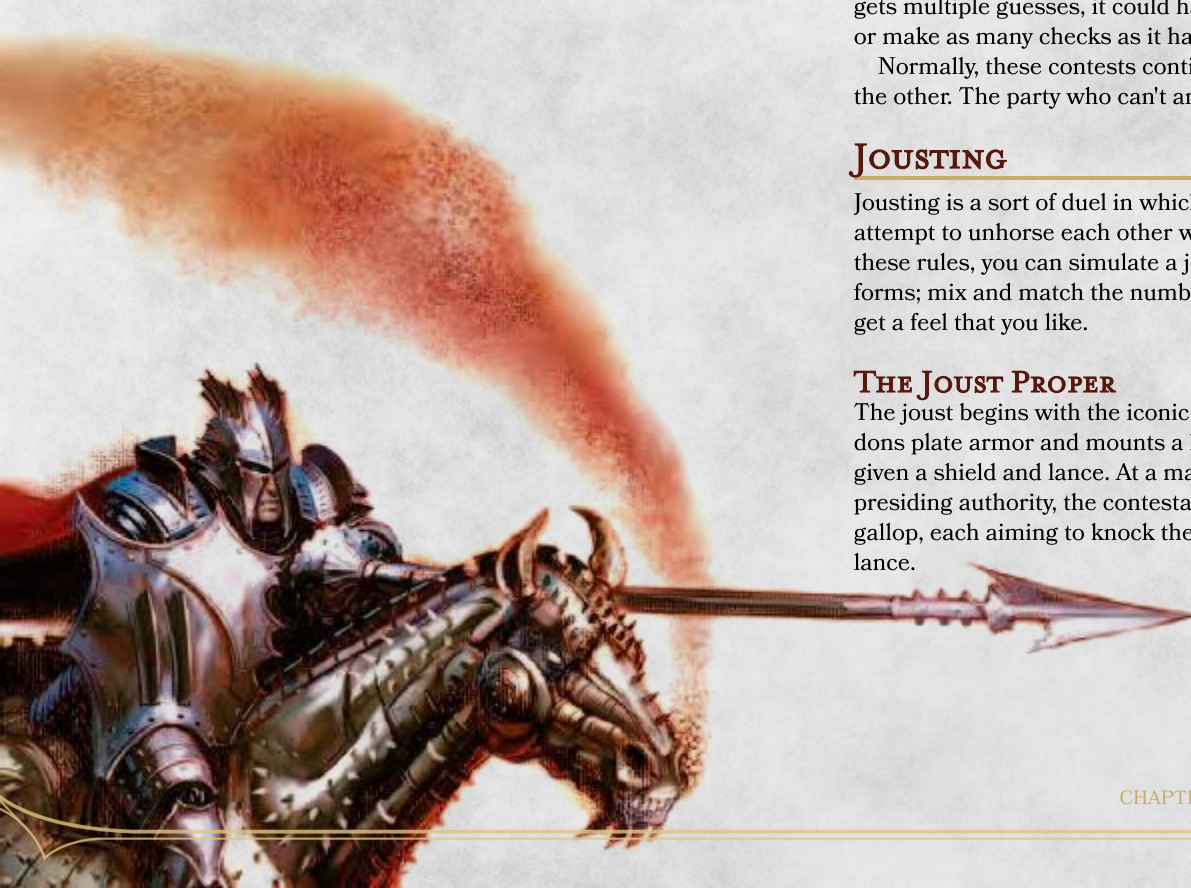 gets multiple guesses, it could
or make as many checks as it
Normally, these contests
the other. The party who can't
JOUSTING
Jousting is a sort of duel in
attempt to unhorse each other
these rules, you can simulate a
forms; mix and match the
get a feel that you like.
THE JOUST PROPER
The joust begins with the iconic
dons plate armor and mounts a
given a shield and lance. At a
presiding authority, the
gallop, each aiming to knock the
lance.